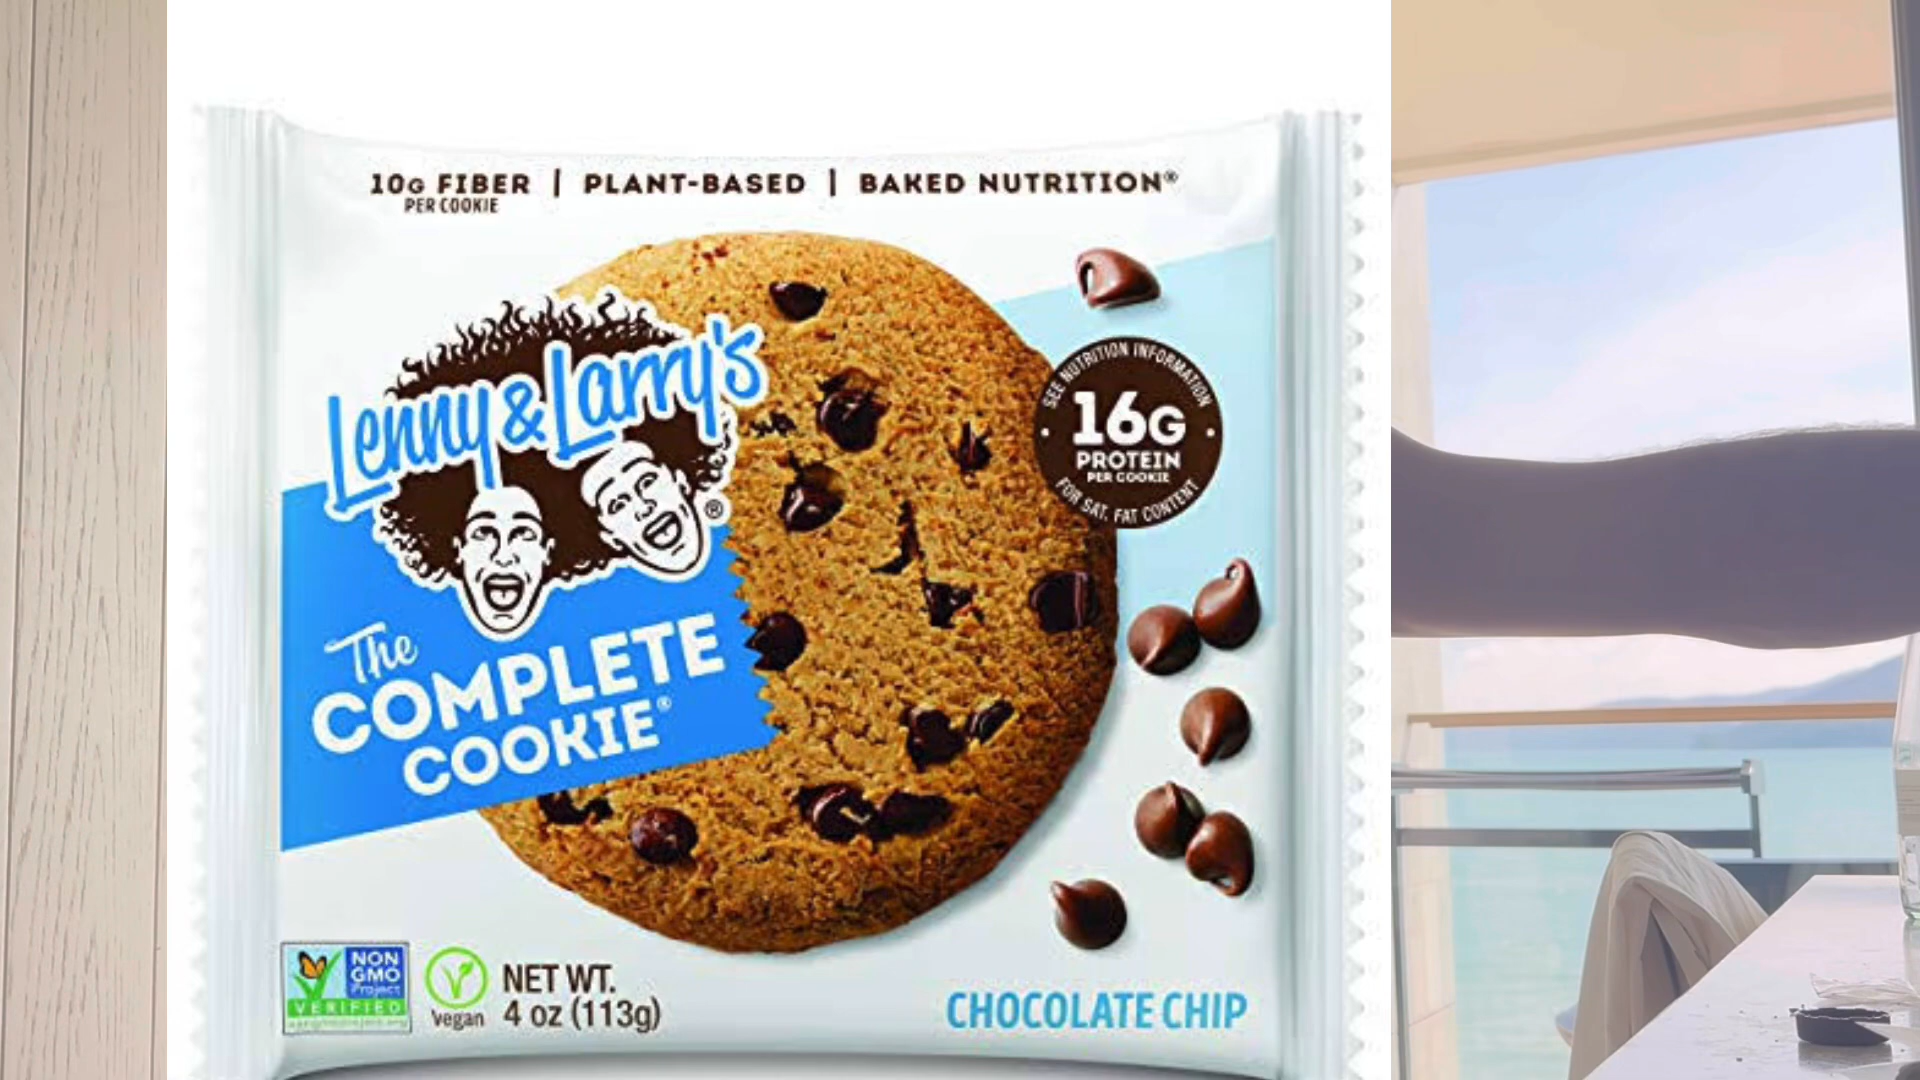 10G FIBER | PLANT-BASED | BAKED NUTRITION®
PER COOKIE
Lenny & Larry's®
SEE NUTRITION INFORMATION
16G
PROTEIN
PER COOKIE
FOR SAT. FAT CONTENT
The
COMPLETE
COOKIE®
NON
GMO
Project
VERIFIED
Vegan
NET WT.
4 oz (113g)
CHOCOLATE CHIP